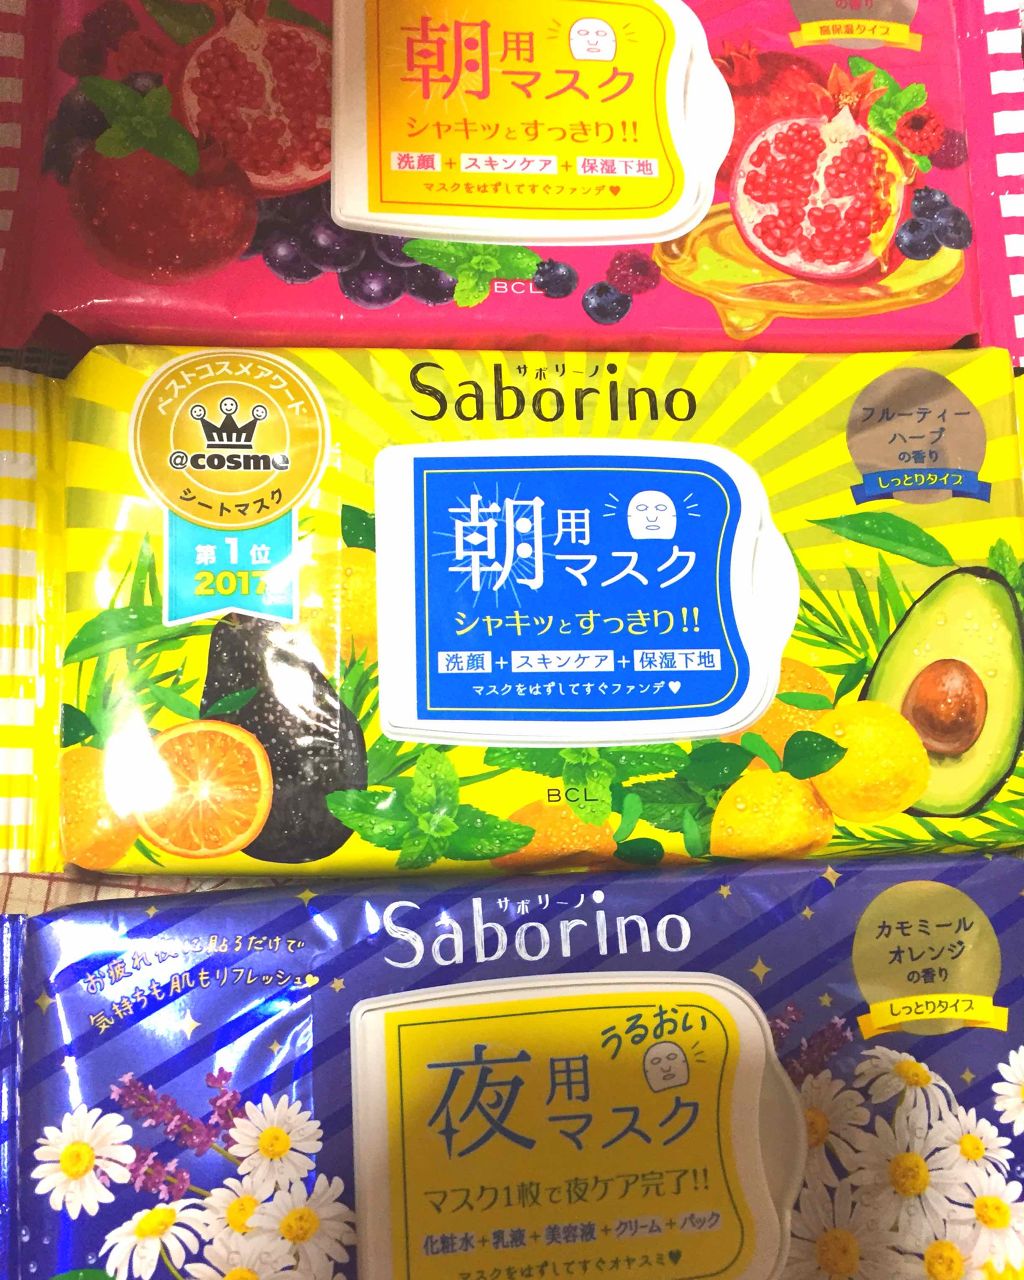 の香り
高保湿タイプ
朝用
マスク
シャキッとすっきり!!
洗顔+スキンケア+保湿下地
マスクをはずしてすぐファンデ♥
BCL
サボリーノ
Saborino
ベストコスメアワード
@cosme
シートマスク
第1位
2017
フルーティー
ハーブ
の香り
しっとりタイプ
朝用
マスク
シャキッとすっきり!!
洗顔+スキンケア+保湿下地
マスクをはずしてすぐファンデ♥
BCL
サボリーノ
Saborino
お疲れ夜に貼るだけで
気持ちも肌もリフレッシュ♥
カモミール
オレンジ
の香り
しっとりタイプ
うるおい
夜用
マスク
マスク1枚で夜ケア完了!!
化粧水+乳液+美容液+クリーム+パック
マスクをはずしてすぐオヤスミ♥